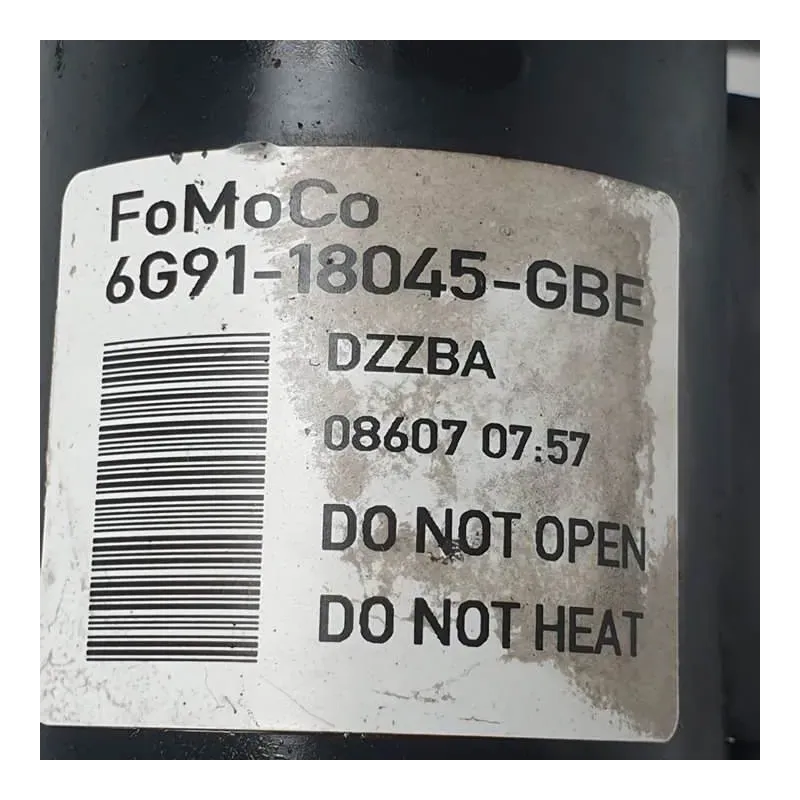 FoMoCo
6G91-18045-GBE
DZZBA
08607 07:57
DO NOT OPEN
DO NOT HEAT